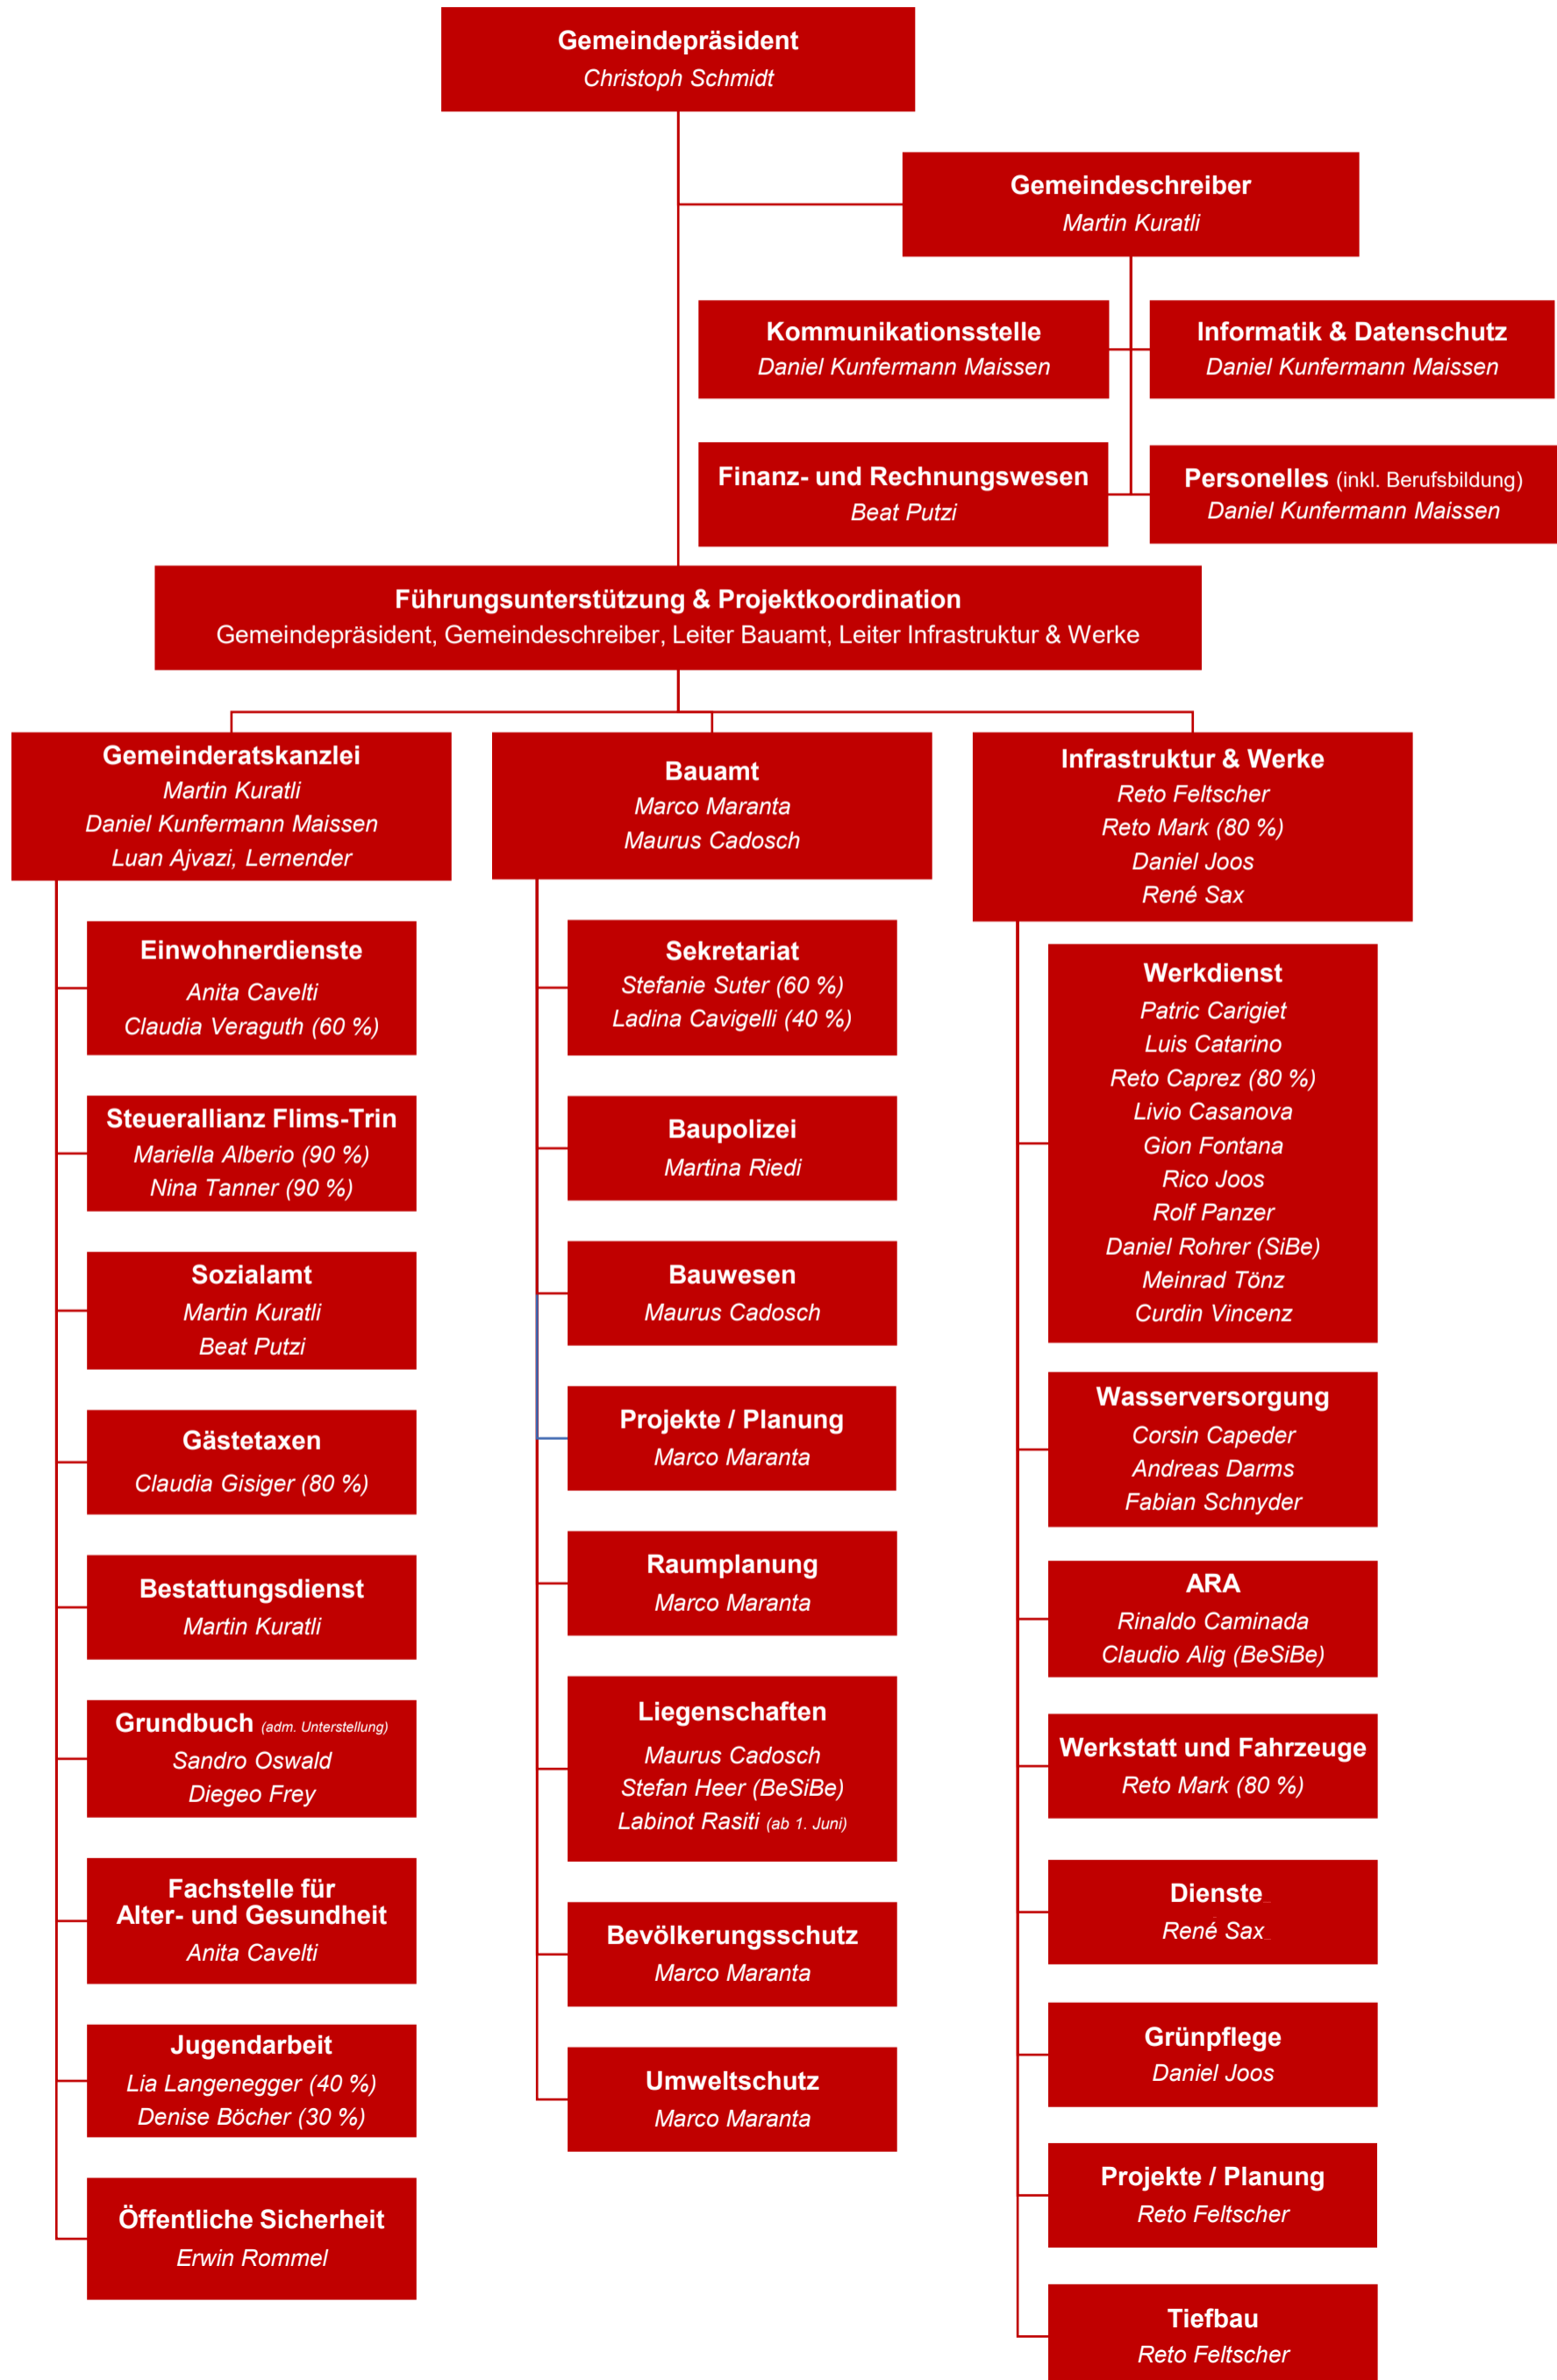 Gemeindepräsident
Christoph Schmidt
Gemeindeschreiber
Martin Kuratli
Kommunikationsstelle
Daniel Kunfermann Maissen
Informatik & Datenschutz
Daniel Kunfermann Maissen
Finanz- und Rechnungswesen
Beat Putzi
Personelles (inkl. Berufsbildung)
Daniel Kunfermann Maissen
Führungsunterstützung & Projektkoordination
Gemeindepräsident, Gemeindeschreiber, Leiter Bauamt, Leiter Infrastruktur & Werke
Gemeinderatskanzlei
Martin Kuratli
Daniel Kunfermann Maissen
Luan Ajvazi, Lernender
Einwohnerdienste
Anita Cavelti
Claudia Veraguth (60 %)
Steuerallianz Flims-Trin
Mariella Alberio (90 %)
Nina Tanner (90 %)
Sozialamt
Martin Kuratli
Beat Putzi
Gästetaxen
Claudia Gisiger (80 %)
Bestattungsdienst
Martin Kuratli
Grundbuch (adm. Unterstellung)
Sandro Oswald
Diegeo Frey
Fachstelle für
Alter- und Gesundheit
Anita Cavelti
Jugendarbeit
Lia Langenegger (40 %)
Denise Böcher (30 %)
Öffentliche Sicherheit
Erwin Rommel
Bauamt
Marco Maranta
Maurus Cadosch
Sekretariat
Stefanie Suter (60 %)
Ladina Cavigelli (40 %)
Baupolizei
Martina Riedi
Bauwesen
Maurus Cadosch
Projekte / Planung
Marco Maranta
Raumplanung
Marco Maranta
Liegenschaften
Maurus Cadosch
Stefan Heer (BeSiBe)
Labinot Rasiti (ab 1. Juni)
Bevölkerungsschutz
Marco Maranta
Umweltschutz
Marco Maranta
Infrastruktur & Werke
Reto Feltscher
Reto Mark (80 %)
Daniel Joos
René Sax
Werkdienst
Patric Carigiet
Luis Catarino
Reto Caprez (80 %)
Livio Casanova
Gion Fontana
Rico Joos
Rolf Panzer
Daniel Rohrer (SiBe)
Meinrad Tönz
Curdin Vincenz
Wasserversorgung
Corsin Capeder
Andreas Darms
Fabian Schnyder
ARA
Rinaldo Caminada
Claudio Alig (BeSiBe)
Werkstatt und Fahrzeuge
Reto Mark (80 %)
Dienste
René Sax
Grünpflege
Daniel Joos
Projekte / Planung
Reto Feltscher
Tiefbau
Reto Feltscher